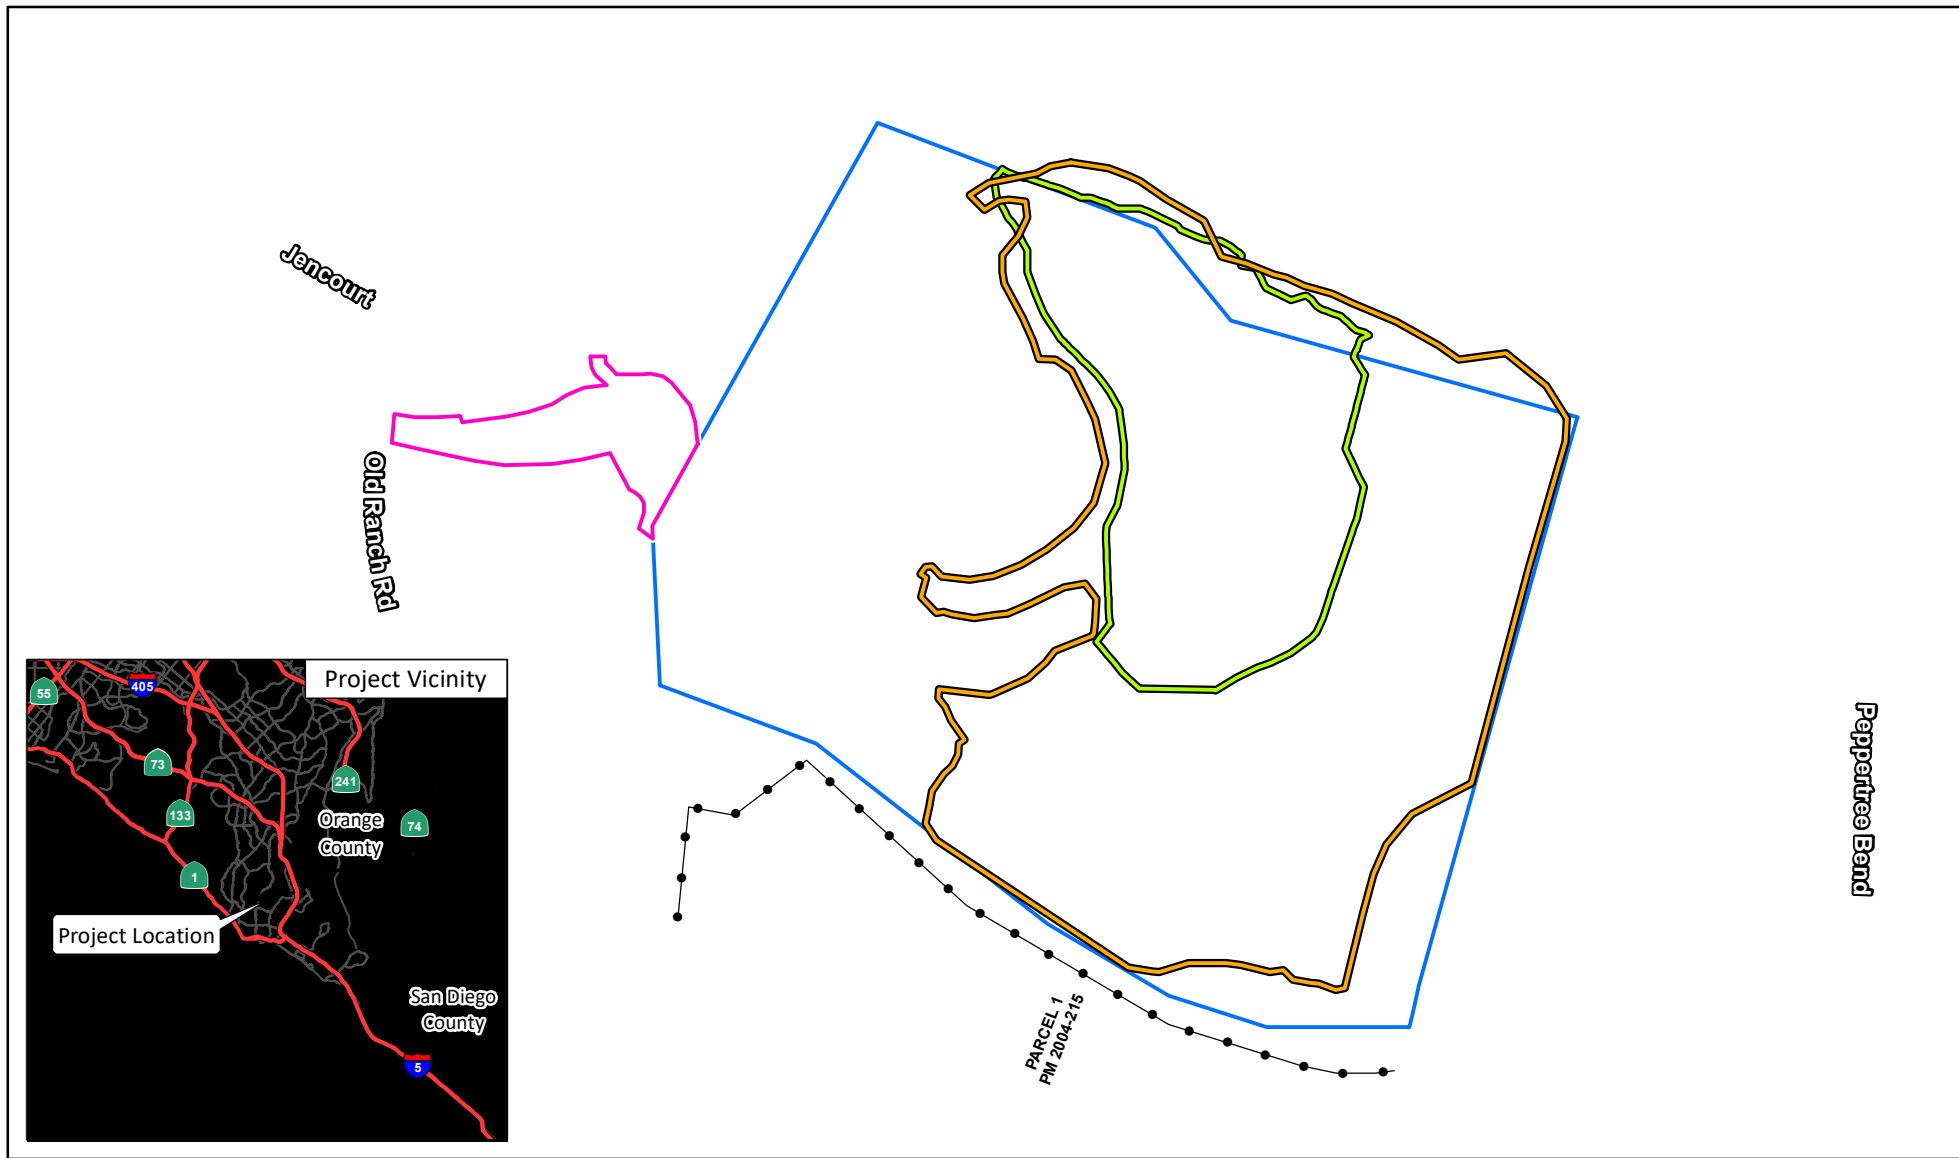 Jencourt
Old Ranch Rd
Peppertree Bend
PARCEL 1
PM 2004-215
Project Vicinity
55
405
73
241
133
Orange
County
74
1
Project Location
San Diego
County
5